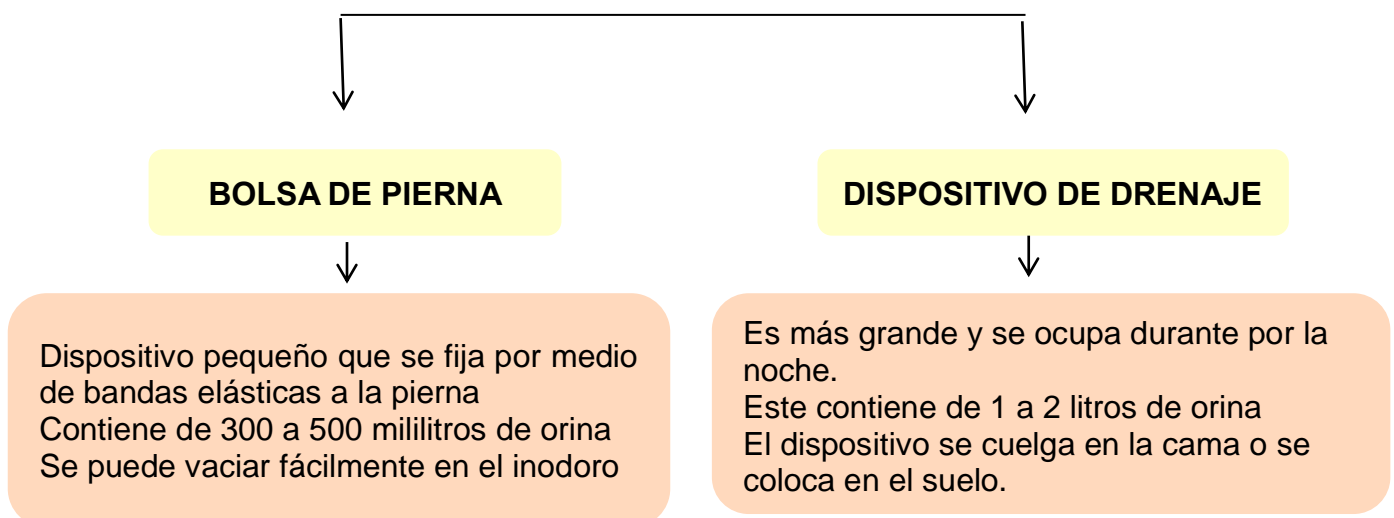 BOLSA DE PIERNA
Dispositivo pequeño que se fija por medio
de bandas elásticas a la pierna
Contiene de 300 a 500 mililitros de orina
Se puede vaciar fácilmente en el inodoro
DISPOSITIVO DE DRENAJE
Es más grande y se ocupa durante por la
noche.
Este contiene de 1 a 2 litros de orina
El dispositivo se cuelga en la cama o se
coloca en el suelo.